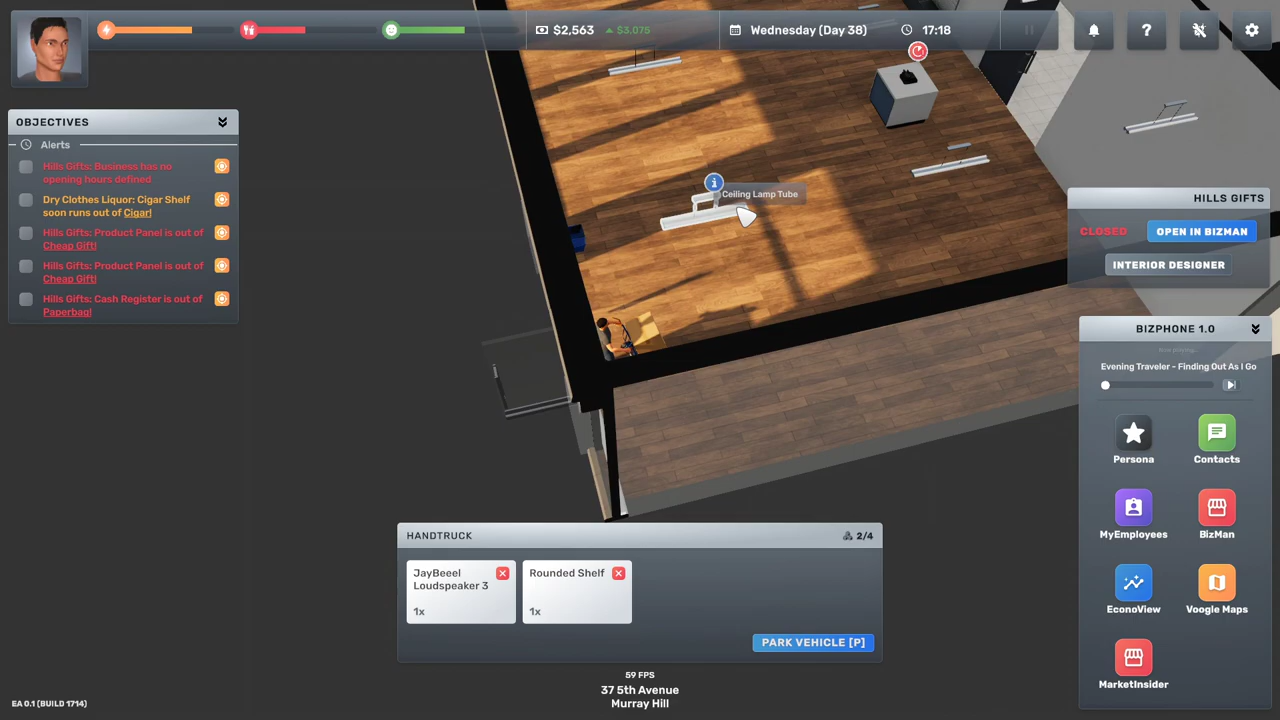 $2,563
$3.075
Wednesday (Day 38)
17:18
?
OBJECTIVES
Alerts
Hills Gifts: Business has no
opening hours defined
Dry Clothes Liquor: Cigar Shelf
soon runs out of Cigar!
Hills Gifts: Product Panel is out of
Cheap Gift!
Hills Gifts: Product Panel is out of
Cheap Gift!
Hills Gifts: Cash Register is out of
Paperbag!
Ceiling Lamp Tube
HILLS GIFTS
CLOSED
OPEN IN BIZMAN
INTERIOR DESIGNER
BIZPHONE 1.0
Now playing...
Evening Traveler - Finding Out As I Go
Persona
Contacts
MyEmployees
BizMan
EconoView
Voogle Maps
MarketInsider
HANDTRUCK
2/4
JayBeeel
Loudspeaker 3
1x
Rounded Shelf
1x
PARK VEHICLE [P]
59 FPS
37 5th Avenue
Murray Hill
EA 0.1 (BUILD 1714)